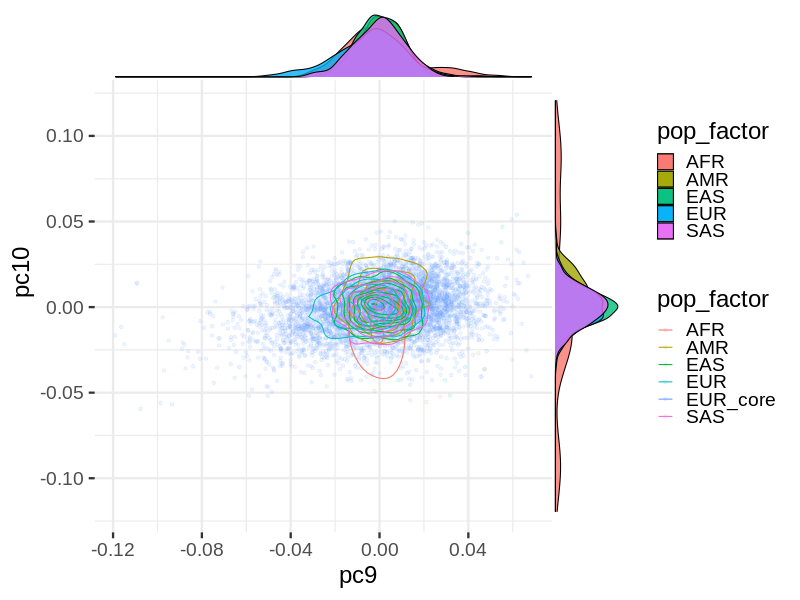 pop_factor
AFR
AMR
EAS
EUR
SAS
pop_factor
AFR
AMR
EAS
EUR
EUR_core
SAS
pc10
0.10
0.05
0.00
-0.05
-0.10
-0.12
-0.08
-0.04
0.00
0.04
pc9